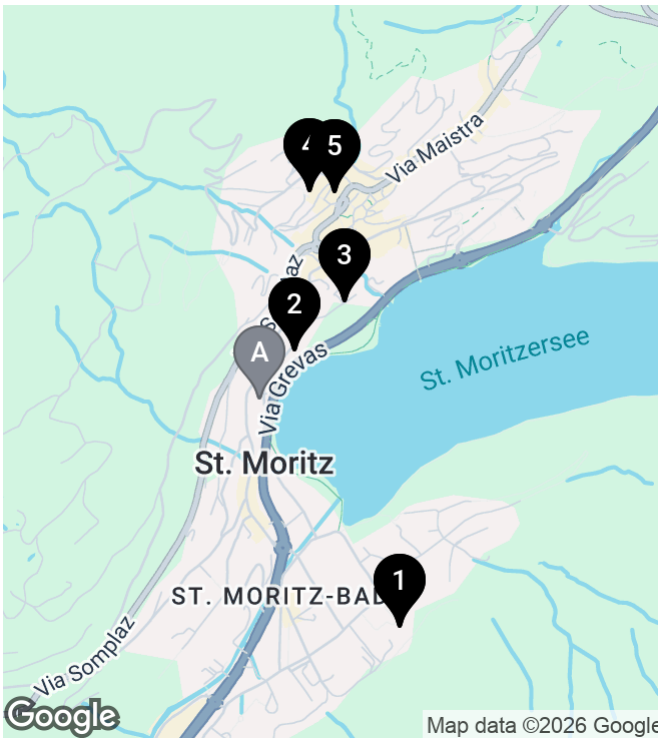 4
5
Via Maistra
3
2
A
Via Grevas
St. Moritzersee
St. Moritz
1
ST. MORITZ-BAD
Via Somplaz
Google
Map data ©2026 Google